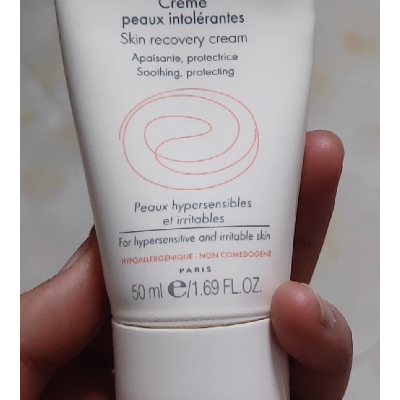 Crème
peaux intolérantes
Skin recovery cream
Apaisante, protectrice
Soothing, protecting
Peaux hypersensibles
et irritables
For hypersensitive and irritable skin
HYPOALLERGENIQUE - NON COMEDOGENE
PARIS
50 ml e/1.69 FL.OZ.